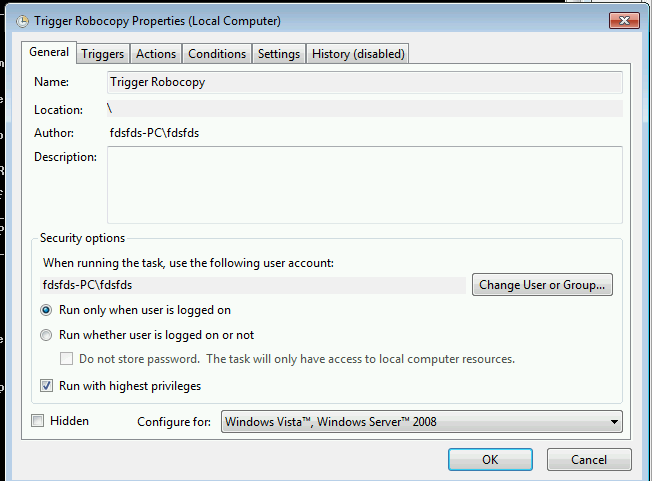 Trigger Robocopy Properties (Local Computer)
General Triggers Actions Conditions Settings History (disabled)
Name: Trigger Robocopy
Location: \
Author: fdsfds-PC\fdsfds
Description:
Security options
When running the task, use the following user account:
fdsfds-PC\fdsfds Change User or Group...
Run only when user is logged on
Run whether user is logged on or not
Do not store password. The task will only have access to local computer resources.
Run with highest privileges
Hidden Configure for: Windows Vista™, Windows Server™ 2008
OK Cancel